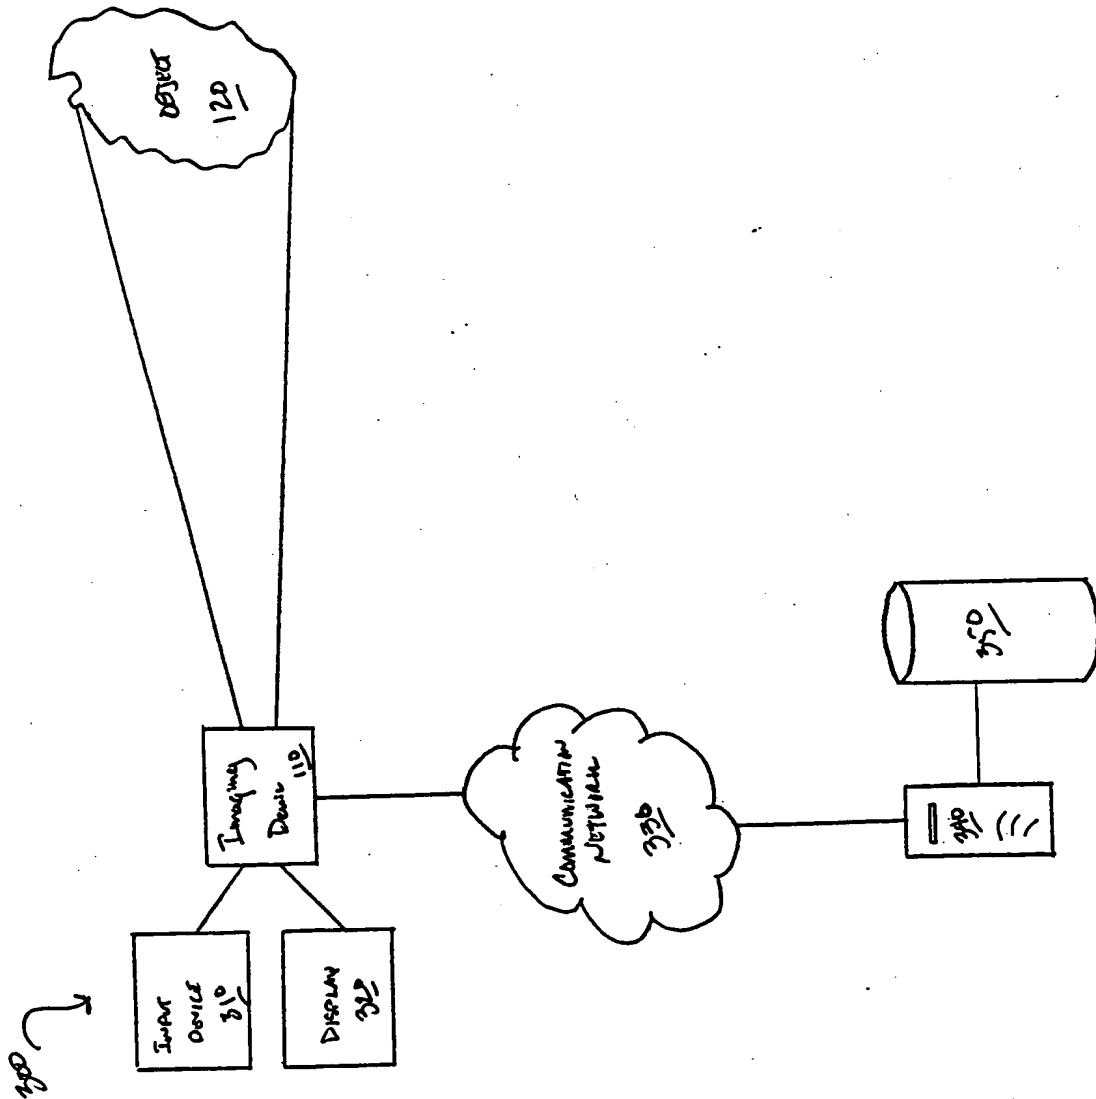 300
INPUT
DEVICE
310
DISPLAY
320
Imaging
Device
110
OBJECT
120
COMMUNICATION
NETWORK
330
340
350